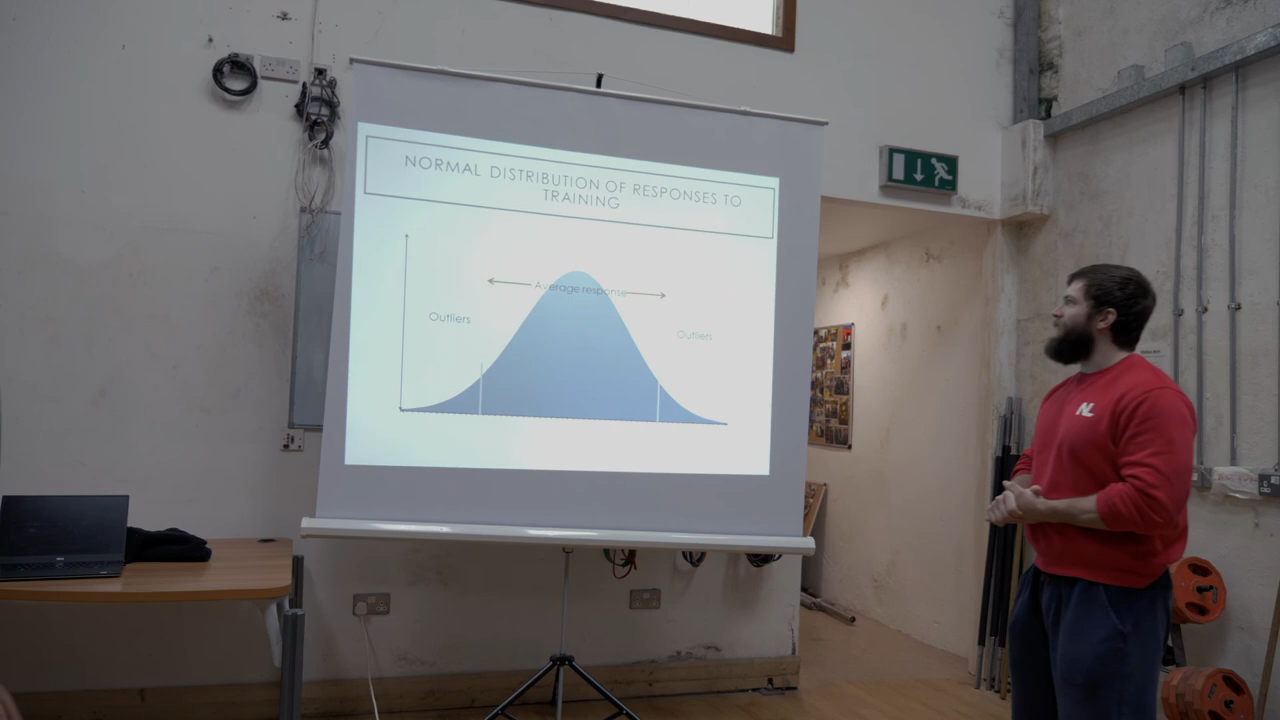 NORMAL DISTRIBUTION OF RESPONSES TO
TRAINING
Average response
Outliers
Outliers
NL